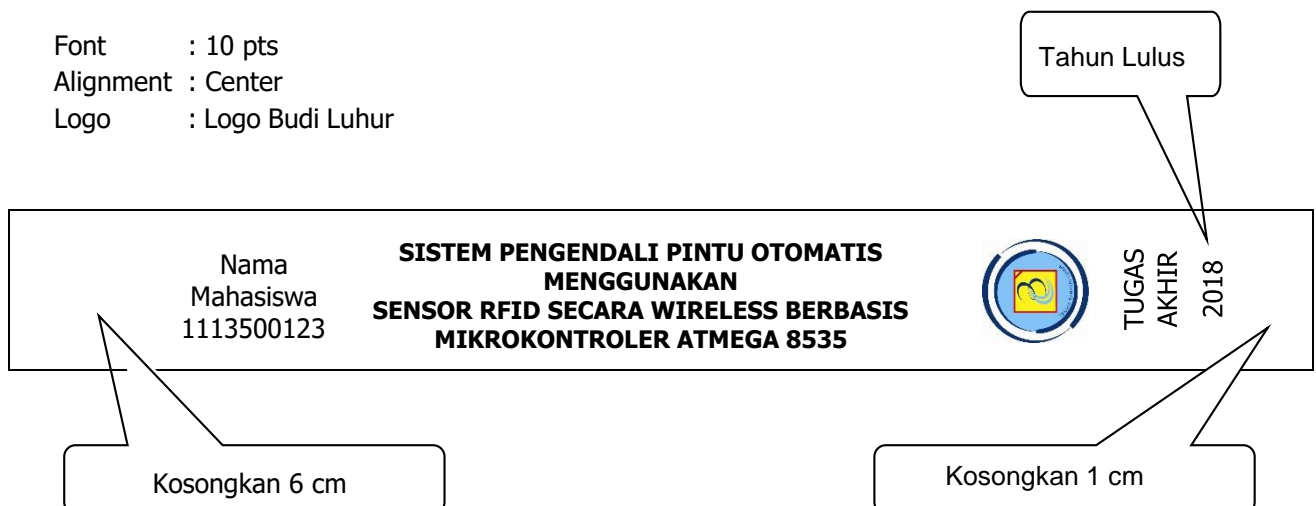 Font : 10 pts
Alignment : Center
Logo : Logo Budi Luhur
Tahun Lulus
Nama
Mahasiswa
1113500123
SISTEM PENGENDALI PINTU OTOMATIS
MENGGUNAKAN
SENSOR RFID SECARA WIRELESS BERBASIS
MIKROKONTROLER ATMEGA 8535
TUGAS
AKHIR
2018
Kosongkan 6 cm
Kosongkan 1 cm